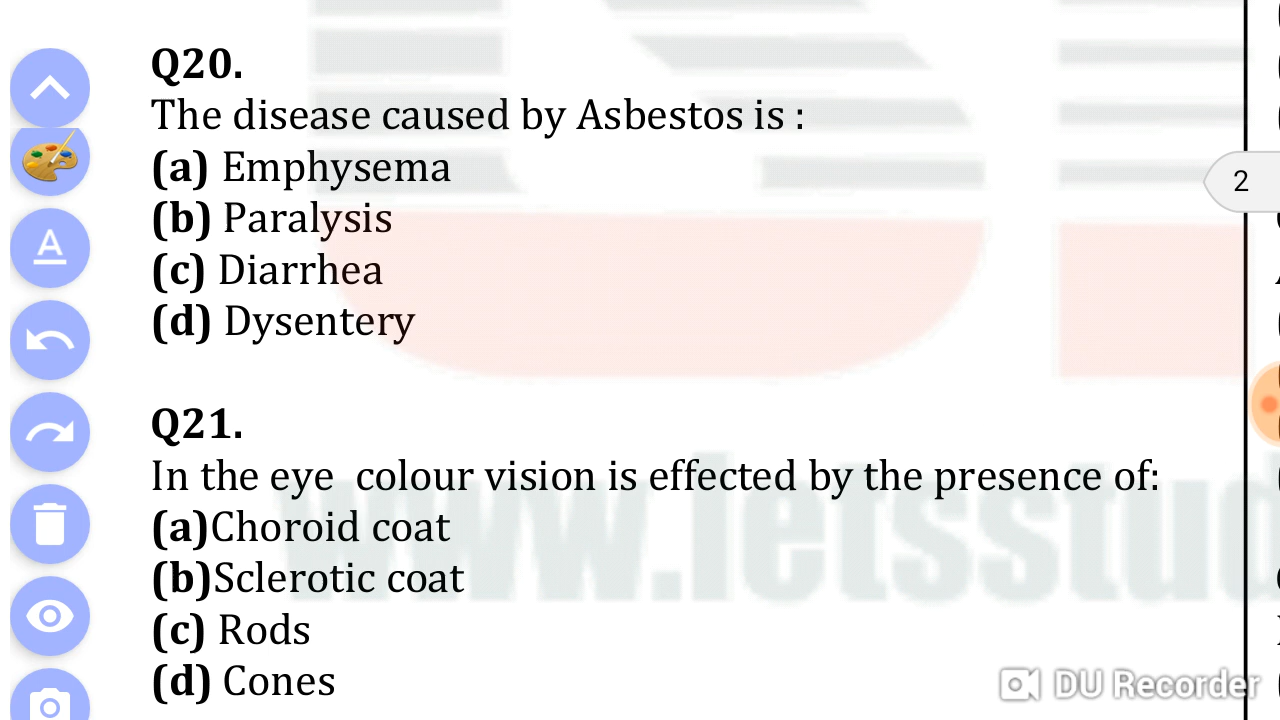 Q20.
The disease caused by Asbestos is :
(a) Emphysema
(b) Paralysis
(c) Diarrhea
(d) Dysentery
Q21.
In the eye  colour vision is effected by the presence of:
(a)Choroid coat
(b)Sclerotic coat
(c) Rods
(d) Cones
2
A
www.letsstud
DU Recorder